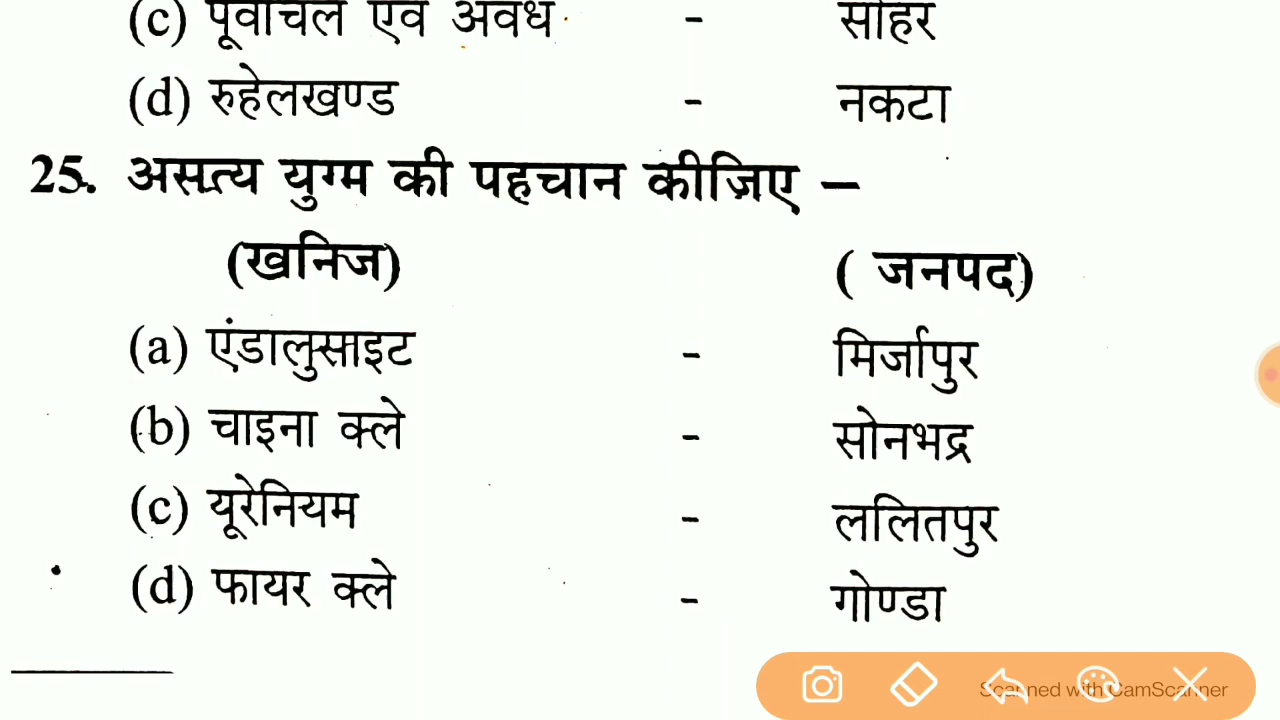 (c) पूर्वांचल एवं अवध - सोहर
(d) रुहेलखण्ड - नकटा
25. असत्य युग्म की पहचान कीजिए –
(खनिज) ( जनपद)
(a) एंडालुसाइट - मिर्जापुर
(b) चाइना क्ले - सोनभद्र
(c) यूरेनियम - ललितपुर
(d) फायर क्ले - गोण्डा
Scanned with CamScanner